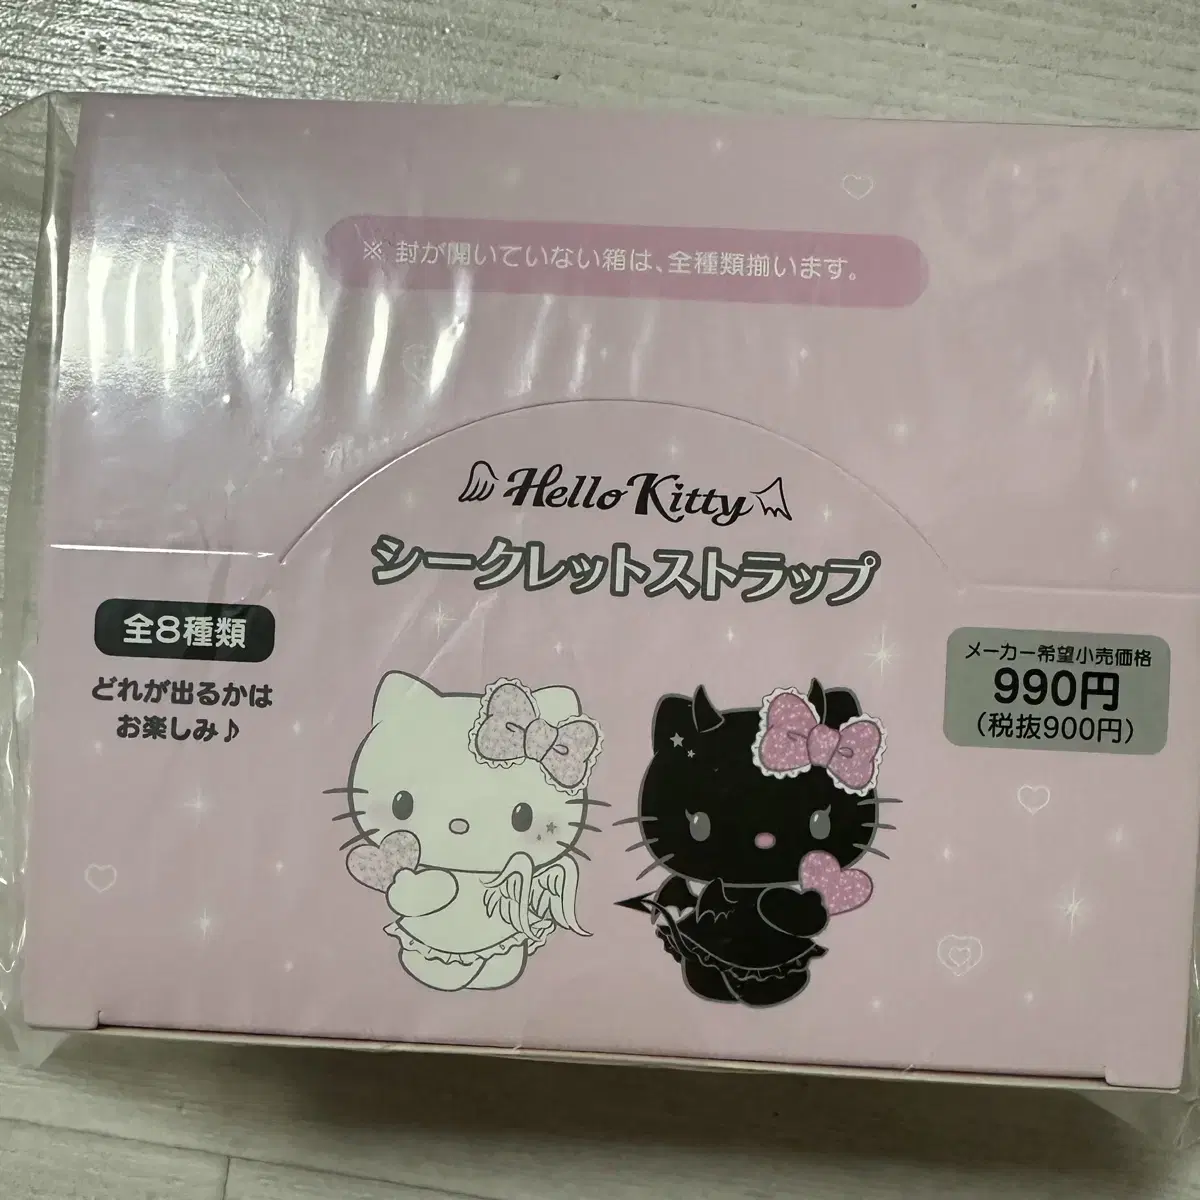 ※ 封が開いていない箱は、全種類揃います。
Hello Kitty
シークレットストラップ
全8種類
どれが出るかは
お楽しみ♪
メーカー希望小売価格
990円
(税抜900円)